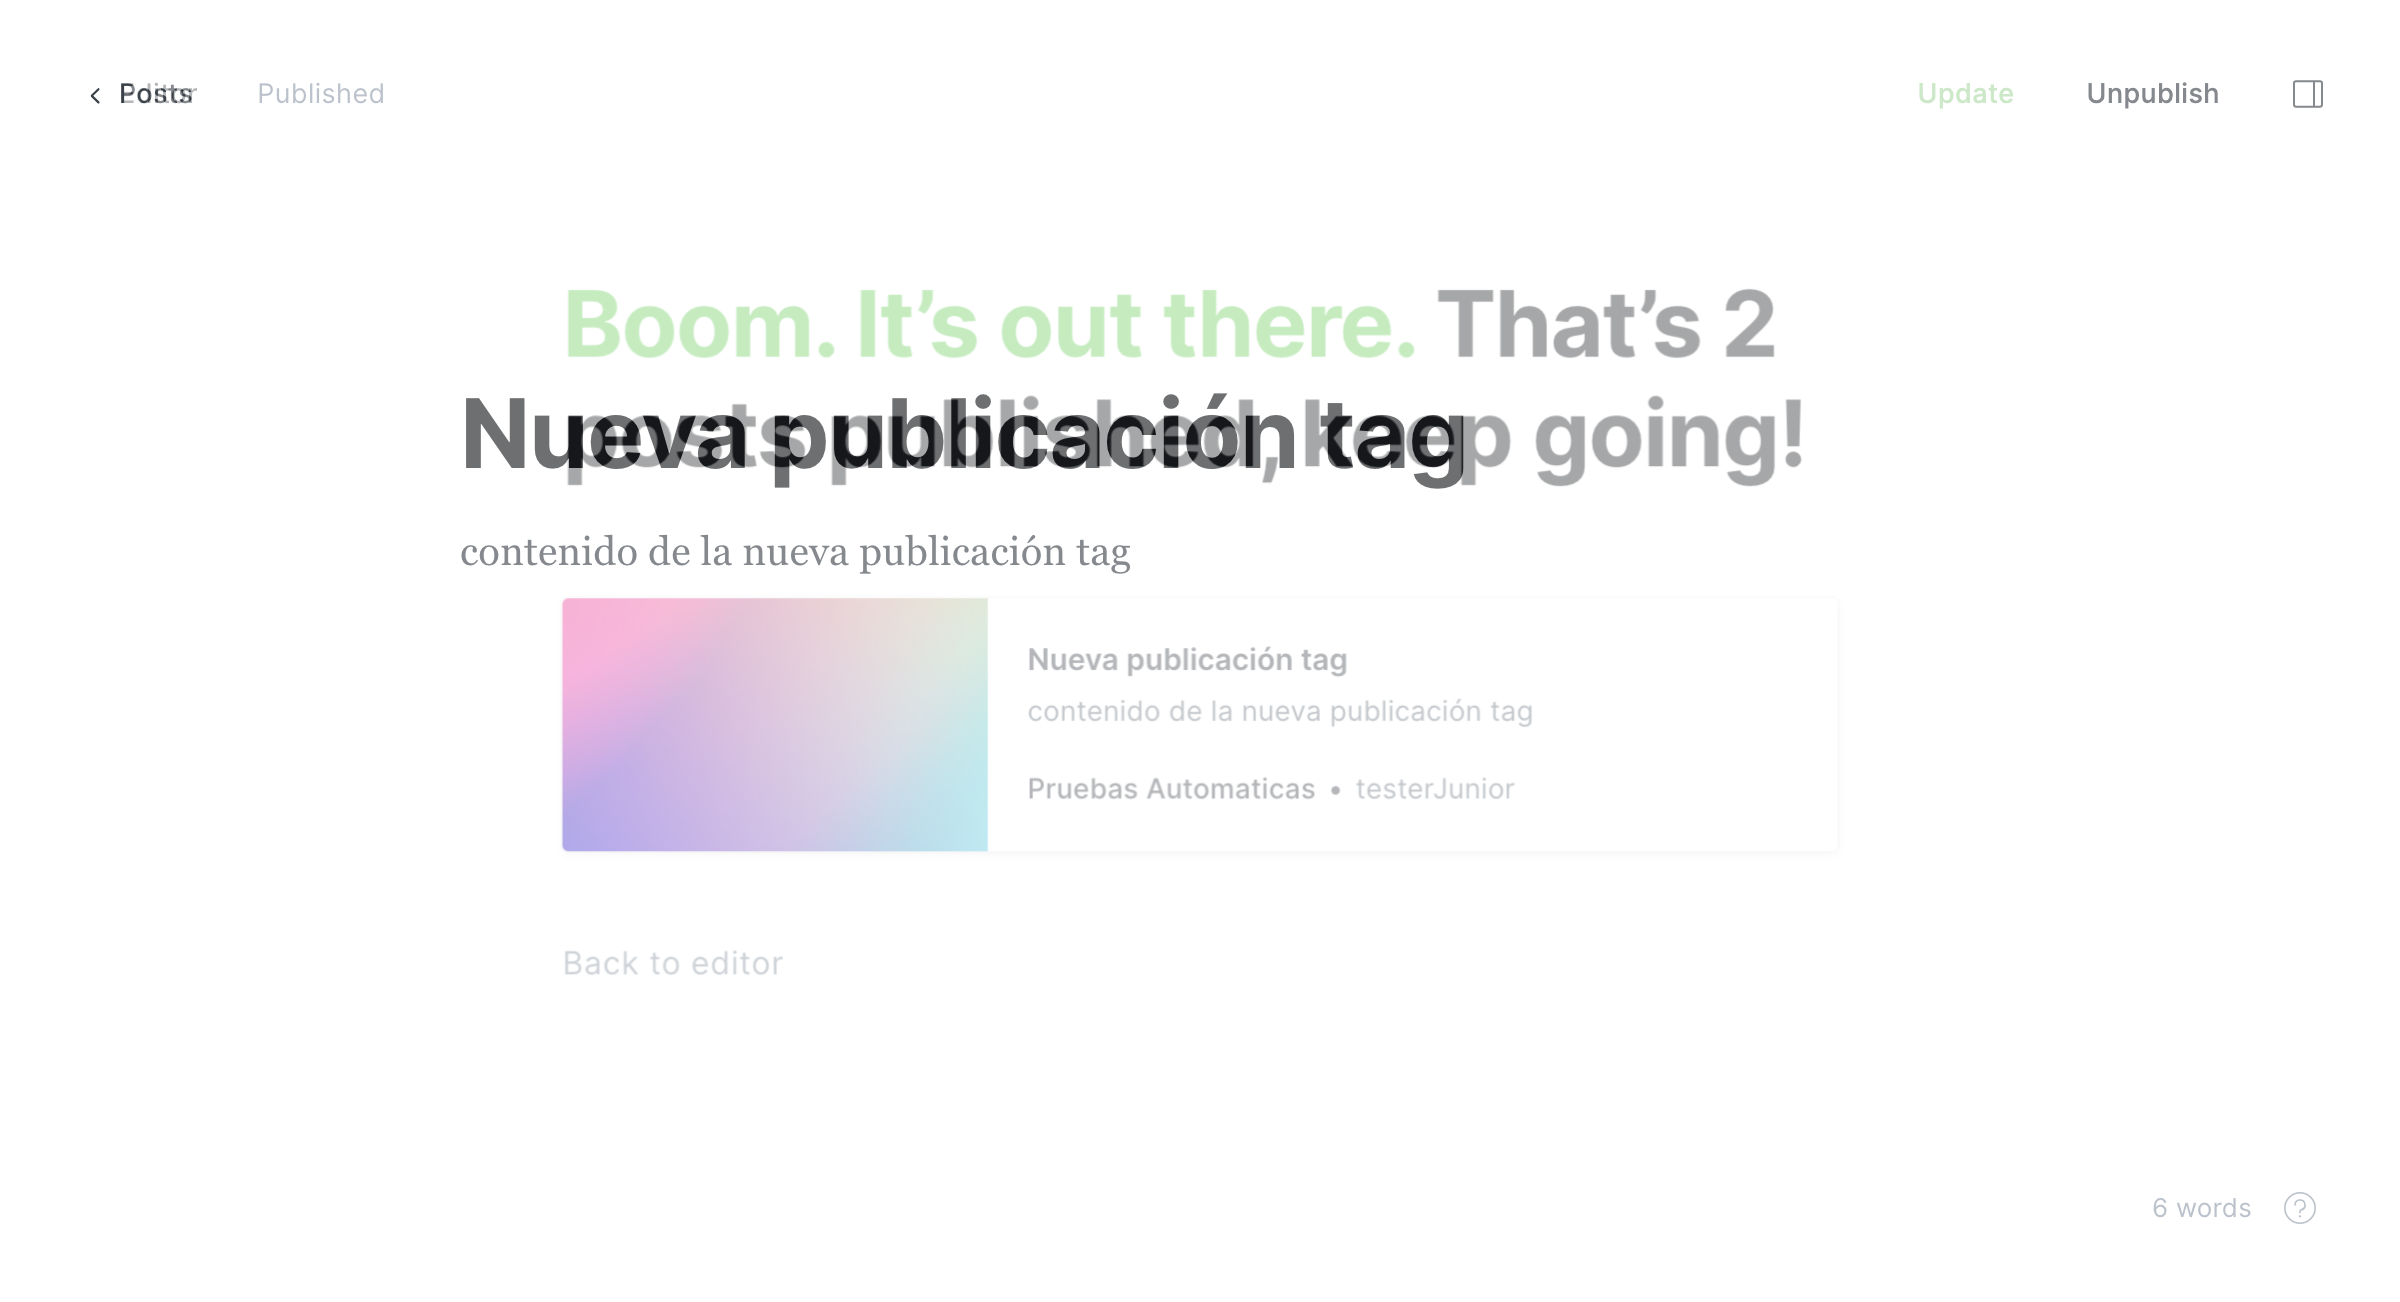 Posts
Editor
Published
Update
Unpublish
Boom. It’s out there. That’s 2
posts published, keep going!
Nueva publicación tag
contenido de la nueva publicación tag
Nueva publicación tag
contenido de la nueva publicación tag
Pruebas Automaticas • testerJunior
Back to editor
6 words
?